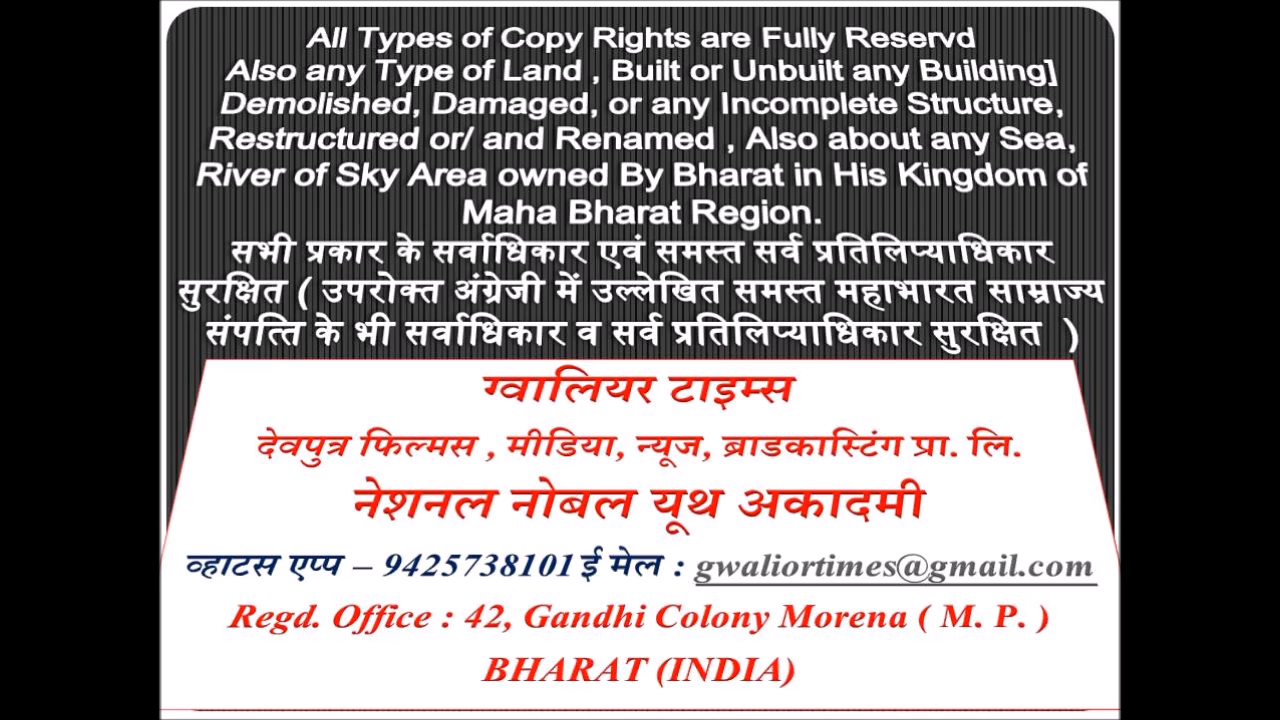 All Types of Copy Rights are Fully Reservd
Also any Type of Land , Built or Unbuilt any Building]
Demolished, Damaged, or any Incomplete Structure,
Restructured or/ and Renamed , Also about any Sea,
River of Sky Area owned By Bharat in His Kingdom of
Maha Bharat Region.
सभी प्रकार के सर्वाधिकार एवं समस्त सर्व प्रतिलिप्याधिकार
सुरक्षित ( उपरोक्त अंग्रेजी में उल्लेखित समस्त महाभारत साम्राज्य
संपत्ति के भी सर्वाधिकार व सर्व प्रतिलिप्याधिकार सुरक्षित )
ग्वालियर टाइम्स
देवपुत्र फिल्मस , मीडिया, न्यूज, ब्राडकास्टिंग प्रा. लि.
नेशनल नोबल यूथ अकादमी
व्हाटस एप्प – 9425738101 ई मेल : gwaliortimes@gmail.com
Regd. Office : 42, Gandhi Colony Morena ( M. P. )
BHARAT (INDIA)